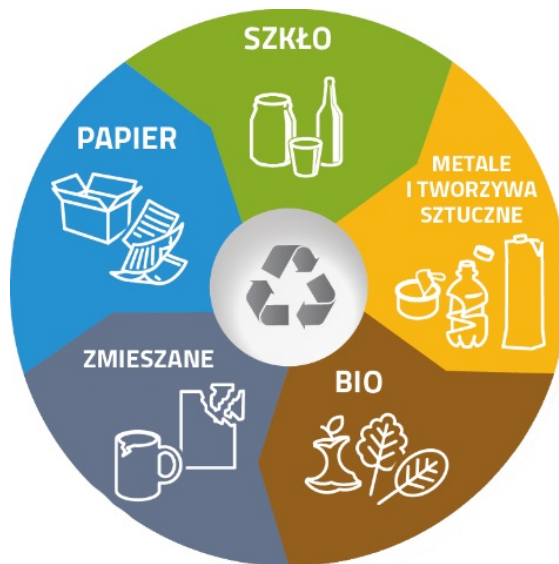 SZKŁO
PAPIER
METALE
I TWORZYWA
SZTUCZNE
ZMIESZANE
BIO